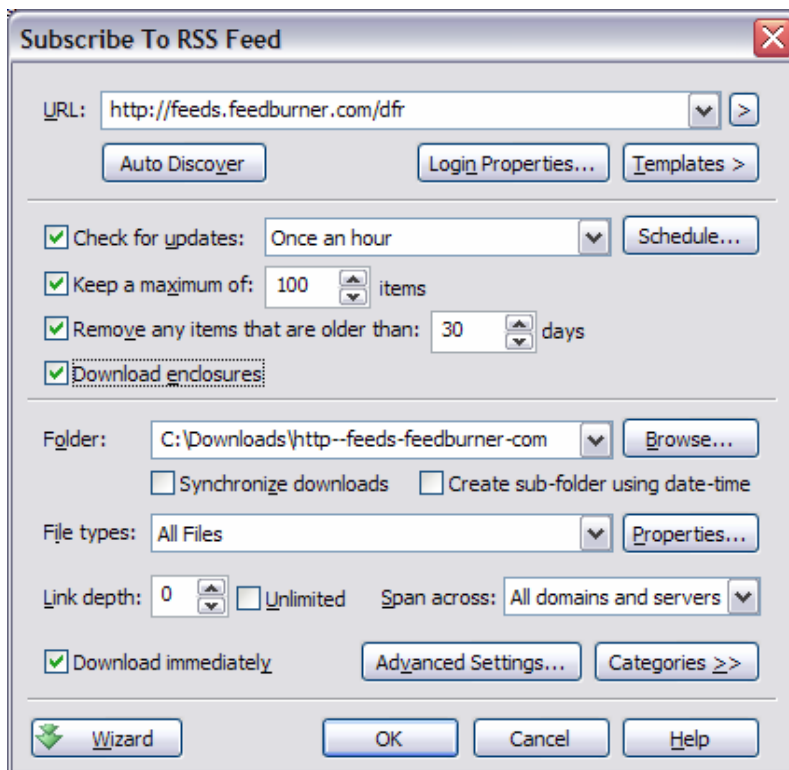 Subscribe To RSS Feed
URL: http://feeds.feedburner.com/dfr >
Auto Discover Login Properties... Templates >
Check for updates: Once an hour Schedule...
Keep a maximum of: 100 items
Remove any items that are older than: 30 days
Download enclosures
Folder: C:\Downloads\http--feeds-feedburner-com Browse...
Synchronize downloads Create sub-folder using date-time
File types: All Files Properties...
Link depth: 0 Unlimited Span across: All domains and servers
Download immediately Advanced Settings... Categories >>
Wizard OK Cancel Help